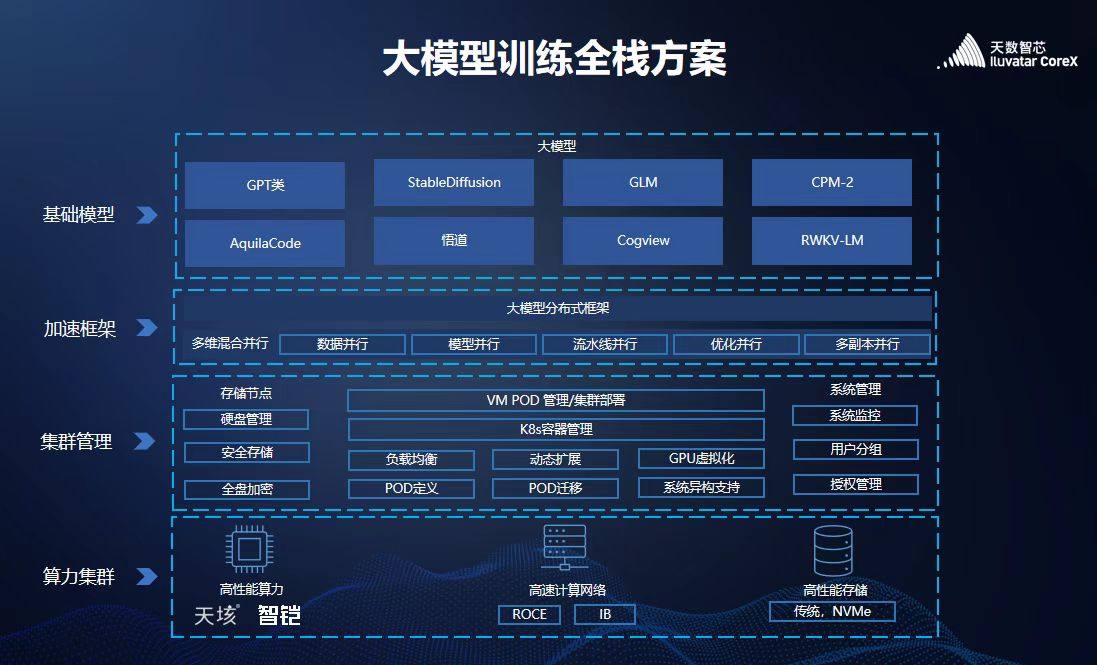 大模型训练全栈方案
天数智芯
Iluvatar CoreX
基础模型
大模型
GPT类
StableDiffusion
GLM
CPM-2
AquilaCode
悟道
Cogview
RWKV-LM
加速框架
大模型分布式框架
多维混合并行
数据并行
模型并行
流水线并行
优化并行
多副本并行
集群管理
存储节点
硬盘管理
安全存储
全盘加密
VM POD 管理/集群部署
K8s容器管理
负载均衡
动态扩展
GPU虚拟化
POD定义
POD迁移
系统异构支持
系统管理
系统监控
用户分组
授权管理
算力集群
高性能算力
天垓
智铠
高速计算网络
ROCE
IB
高性能存储
传统，NVMe